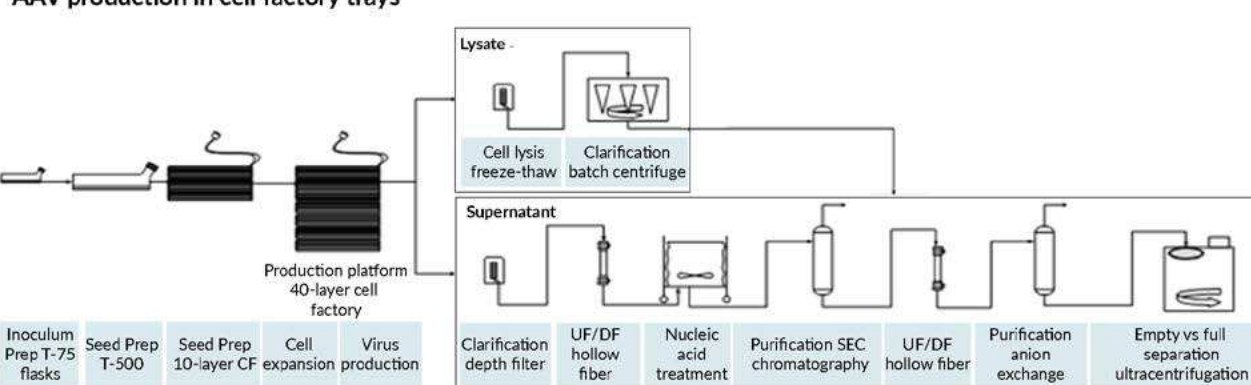 AAV production in cell factory trays
Lysate
Cell lysis
freeze-thaw
Clarification
batch centrifuge
Supernatant
Production platform
40-layer cell
factory
Inoculum
Prep T-75
flasks
Seed Prep
T-500
Seed Prep
10-layer CF
Cell
expansion
Virus
production
Clarification
depth filter
UF/DF
hollow
fiber
Nucleic
acid
treatment
Purification SEC
chromatography
UF/DF
hollow fiber
Purification
anion
exchange
Empty vs full
separation
ultracentrifugation